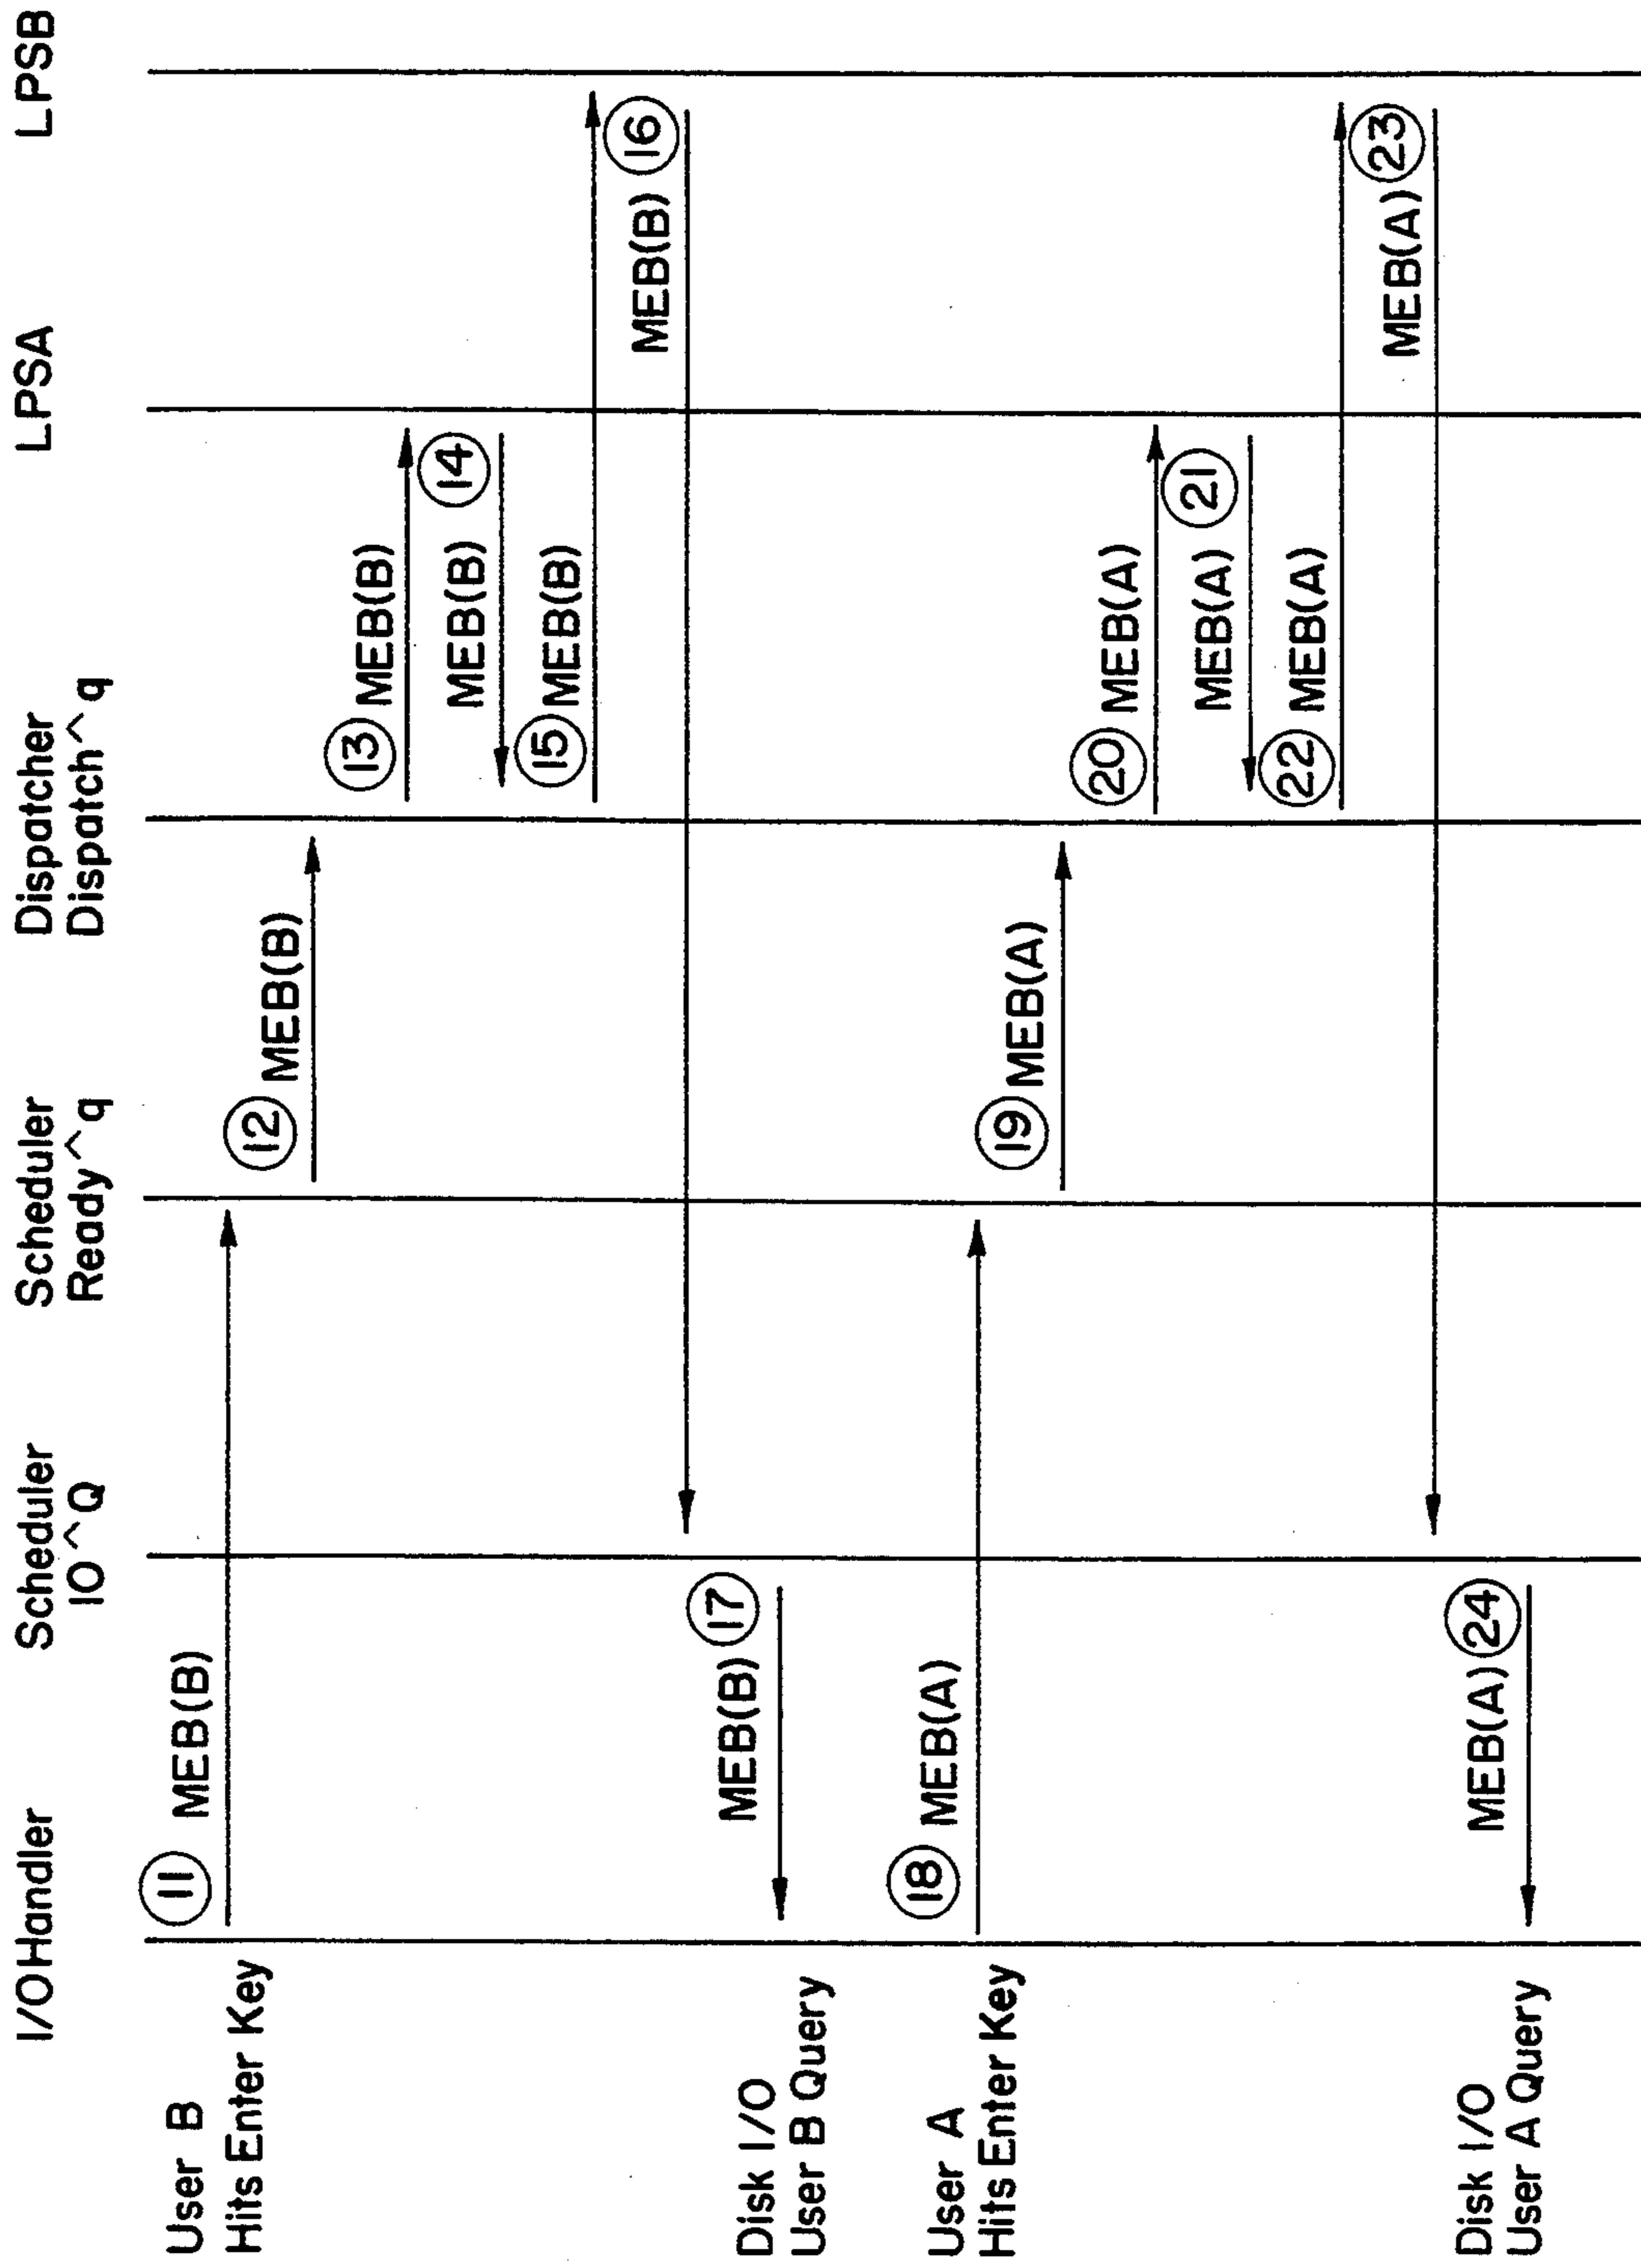 I/OHandler
Scheduler
IO^Q
Scheduler
Ready^q
Dispatcher
Dispatch^q
LPSA
LPSB
User B
Hits Enter Key
11 MEB(B)
12 MEB(B)
13 MEB(B)
MEB(B) 14
15 MEB(B)
MEB(B) 16
Disk I/O
User B Query
MEB(B) 17
User A
Hits Enter Key
18 MEB(A)
19 MEB(A)
20 MEB(A)
MEB(A) 21
22 MEB(A)
MEB(A) 23
Disk I/O
User A Query
MEB(A) 24